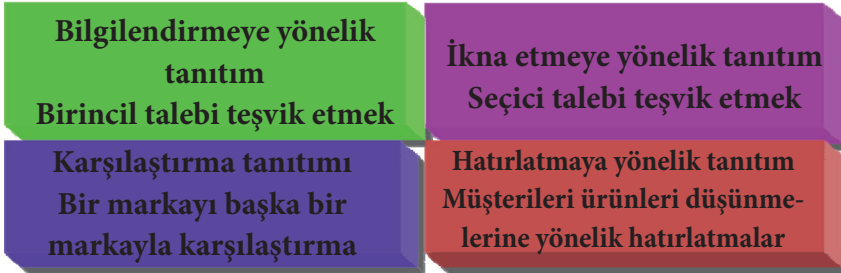 Bilgilendirmeye yönelik
tanıtım
Birincil talebi teşvik etmek
İkna etmeye yönelik tanıtım
Seçici talebi teşvik etmek
Karşılaştırma tanıtımı
Bir markayı başka bir
markayla karşılaştırma
Hatırlatmaya yönelik tanıtım
Müşterileri ürünleri düşünme-
lerine yönelik hatırlatmalar